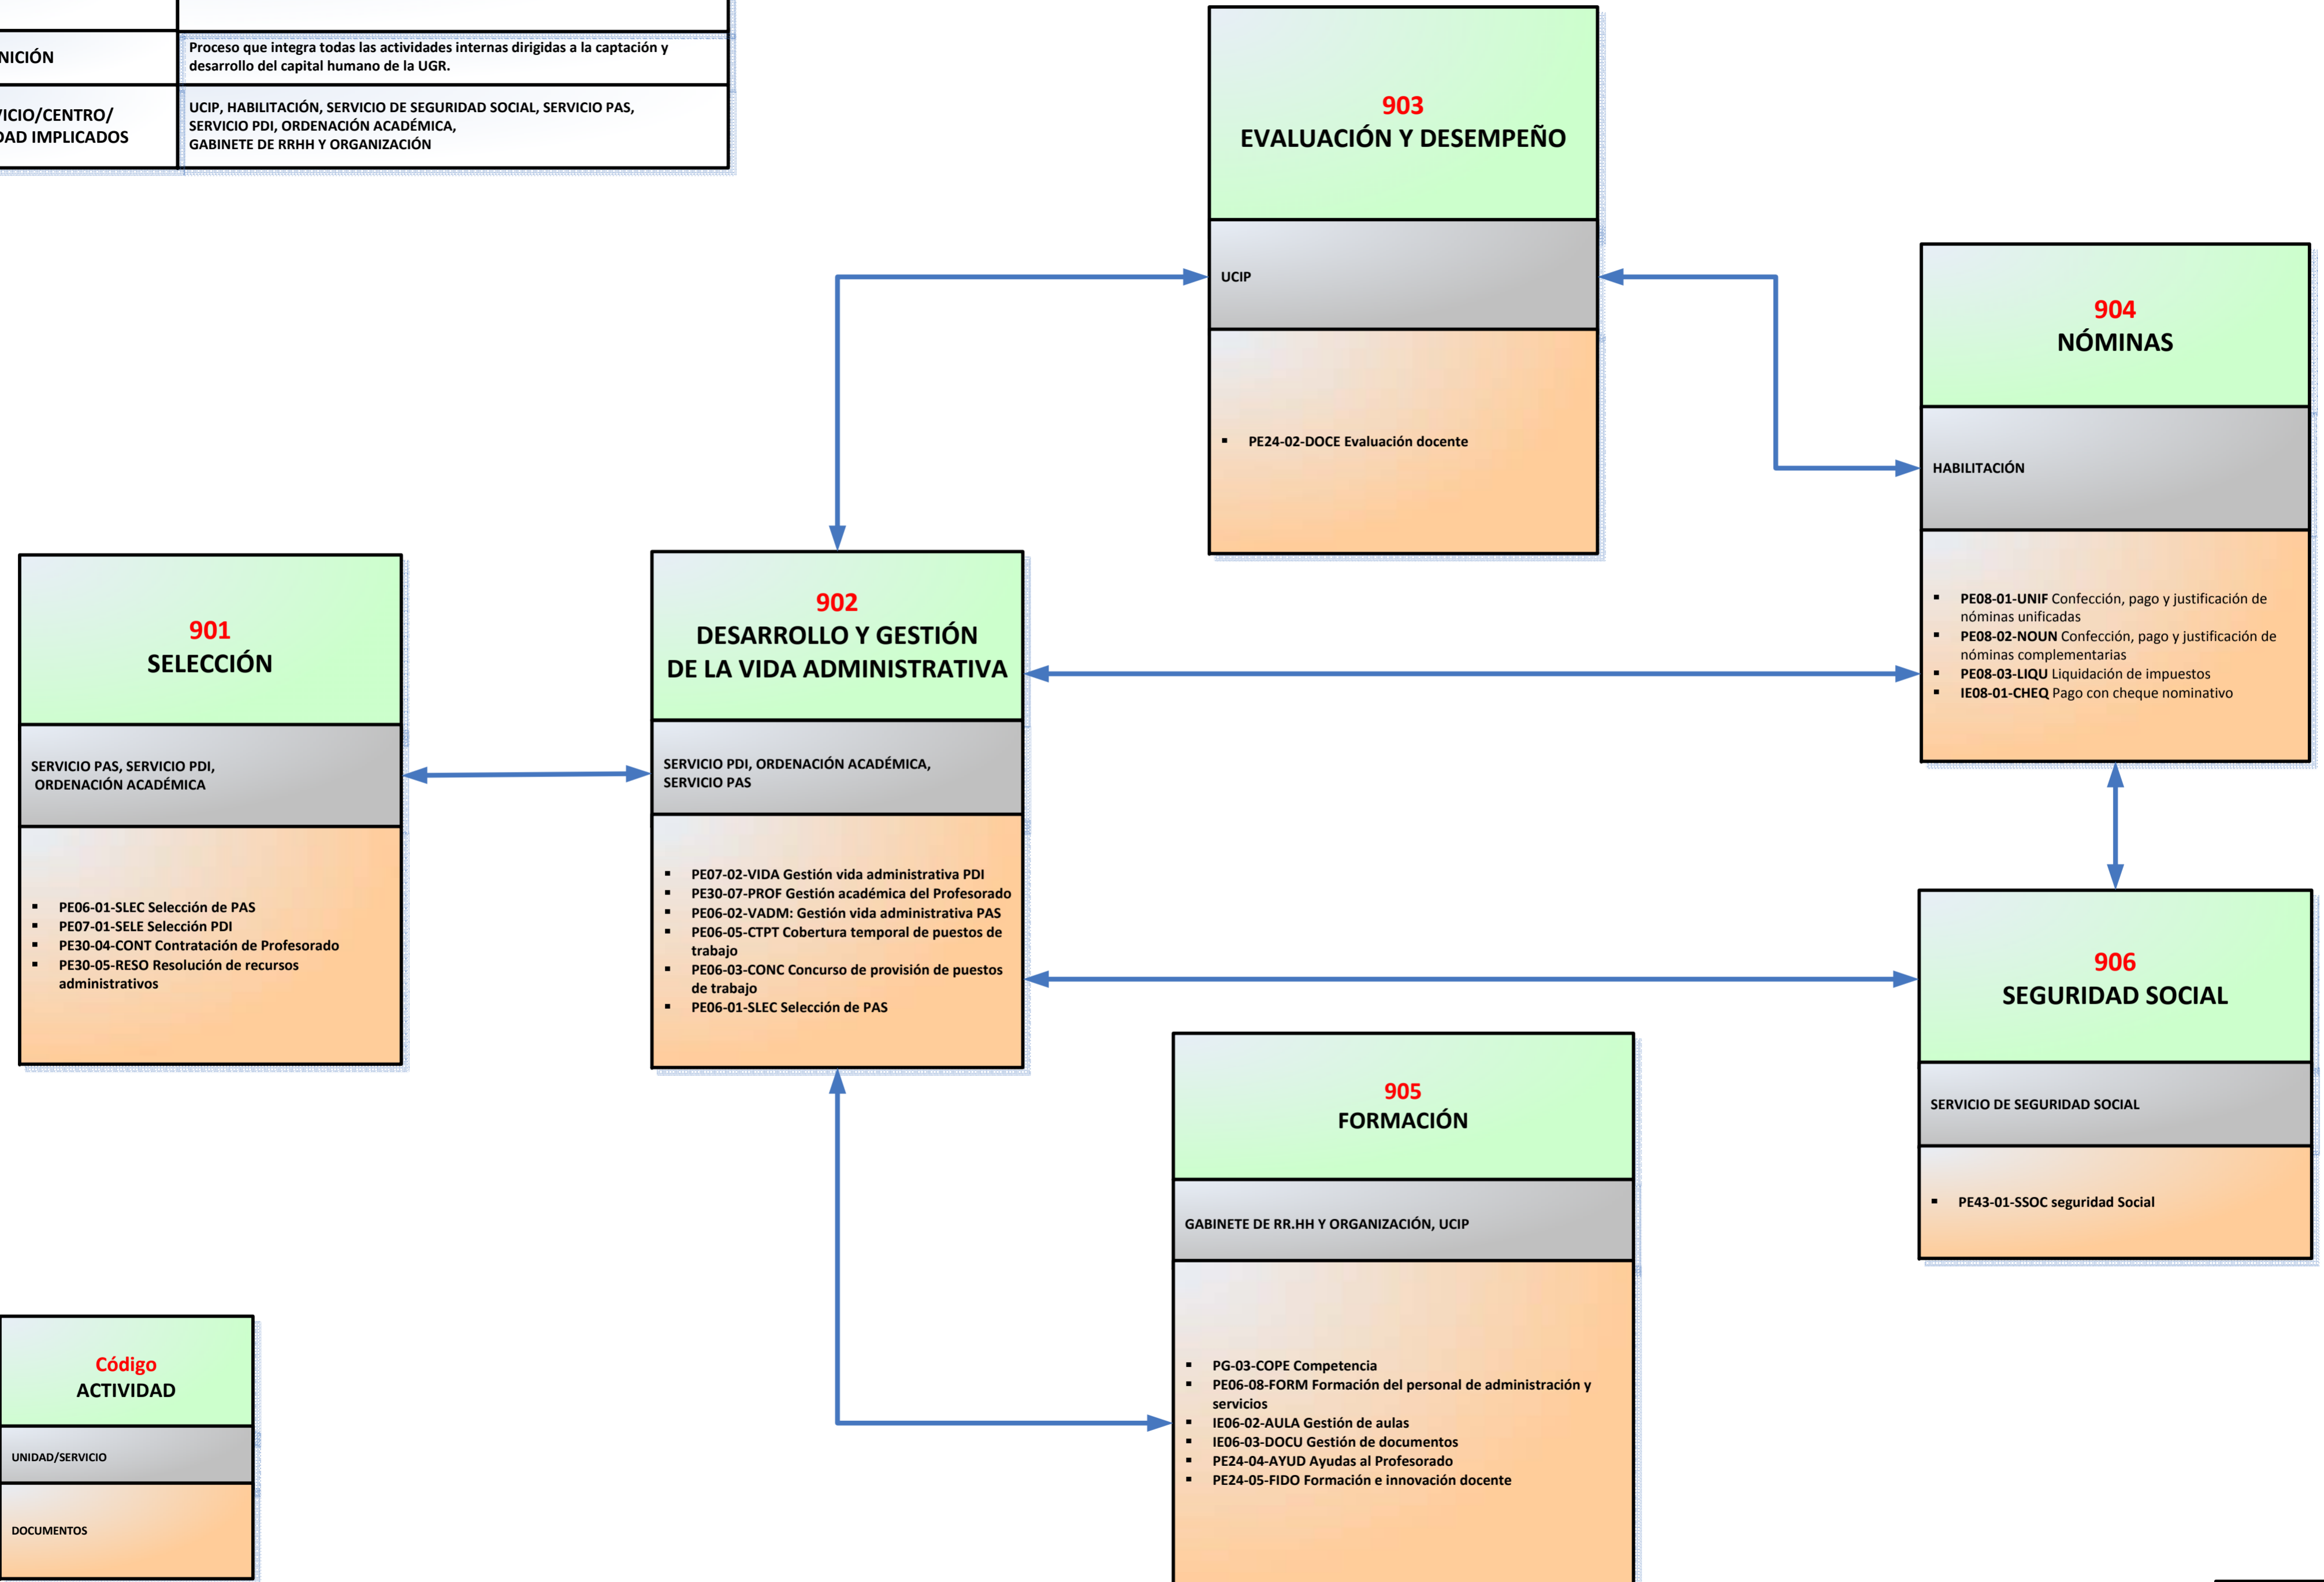 NICIÓN
Proceso que integra todas las actividades internas dirigidas a la captación y
desarrollo del capital humano de la UGR.
VICIO/CENTRO/
DAD IMPLICADOS
UCIP, HABILITACIÓN, SERVICIO DE SEGURIDAD SOCIAL, SERVICIO PAS,
SERVICIO PDI, ORDENACIÓN ACADÉMICA,
GABINETE DE RRHH Y ORGANIZACIÓN
903
EVALUACIÓN Y DESEMPEÑO
UCIP
▪ PE24-02-DOCE Evaluación docente
904
NÓMINAS
HABILITACIÓN
▪ PE08-01-UNIF Confección, pago y justificación de
nóminas unificadas
▪ PE08-02-NOUN Confección, pago y justificación de
nóminas complementarias
▪ PE08-03-LIQU Liquidación de impuestos
▪ IE08-01-CHEQ Pago con cheque nominativo
901
SELECCIÓN
SERVICIO PAS, SERVICIO PDI,
ORDENACIÓN ACADÉMICA
▪ PE06-01-SLEC Selección de PAS
▪ PE07-01-SELE Selección PDI
▪ PE30-04-CONT Contratación de Profesorado
▪ PE30-05-RESO Resolución de recursos
administrativos
902
DESARROLLO Y GESTIÓN
DE LA VIDA ADMINISTRATIVA
SERVICIO PDI, ORDENACIÓN ACADÉMICA,
SERVICIO PAS
▪ PE07-02-VIDA Gestión vida administrativa PDI
▪ PE30-07-PROF Gestión académica del Profesorado
▪ PE06-02-VADM: Gestión vida administrativa PAS
▪ PE06-05-CTPT Cobertura temporal de puestos de
trabajo
▪ PE06-03-CONC Concurso de provisión de puestos
de trabajo
▪ PE06-01-SLEC Selección de PAS
906
SEGURIDAD SOCIAL
SERVICIO DE SEGURIDAD SOCIAL
▪ PE43-01-SSOC seguridad Social
905
FORMACIÓN
GABINETE DE RR.HH Y ORGANIZACIÓN, UCIP
▪ PG-03-COPE Competencia
▪ PE06-08-FORM Formación del personal de administración y
servicios
▪ IE06-02-AULA Gestión de aulas
▪ IE06-03-DOCU Gestión de documentos
▪ PE24-04-AYUD Ayudas al Profesorado
▪ PE24-05-FIDO Formación e innovación docente
Código
ACTIVIDAD
UNIDAD/SERVICIO
DOCUMENTOS